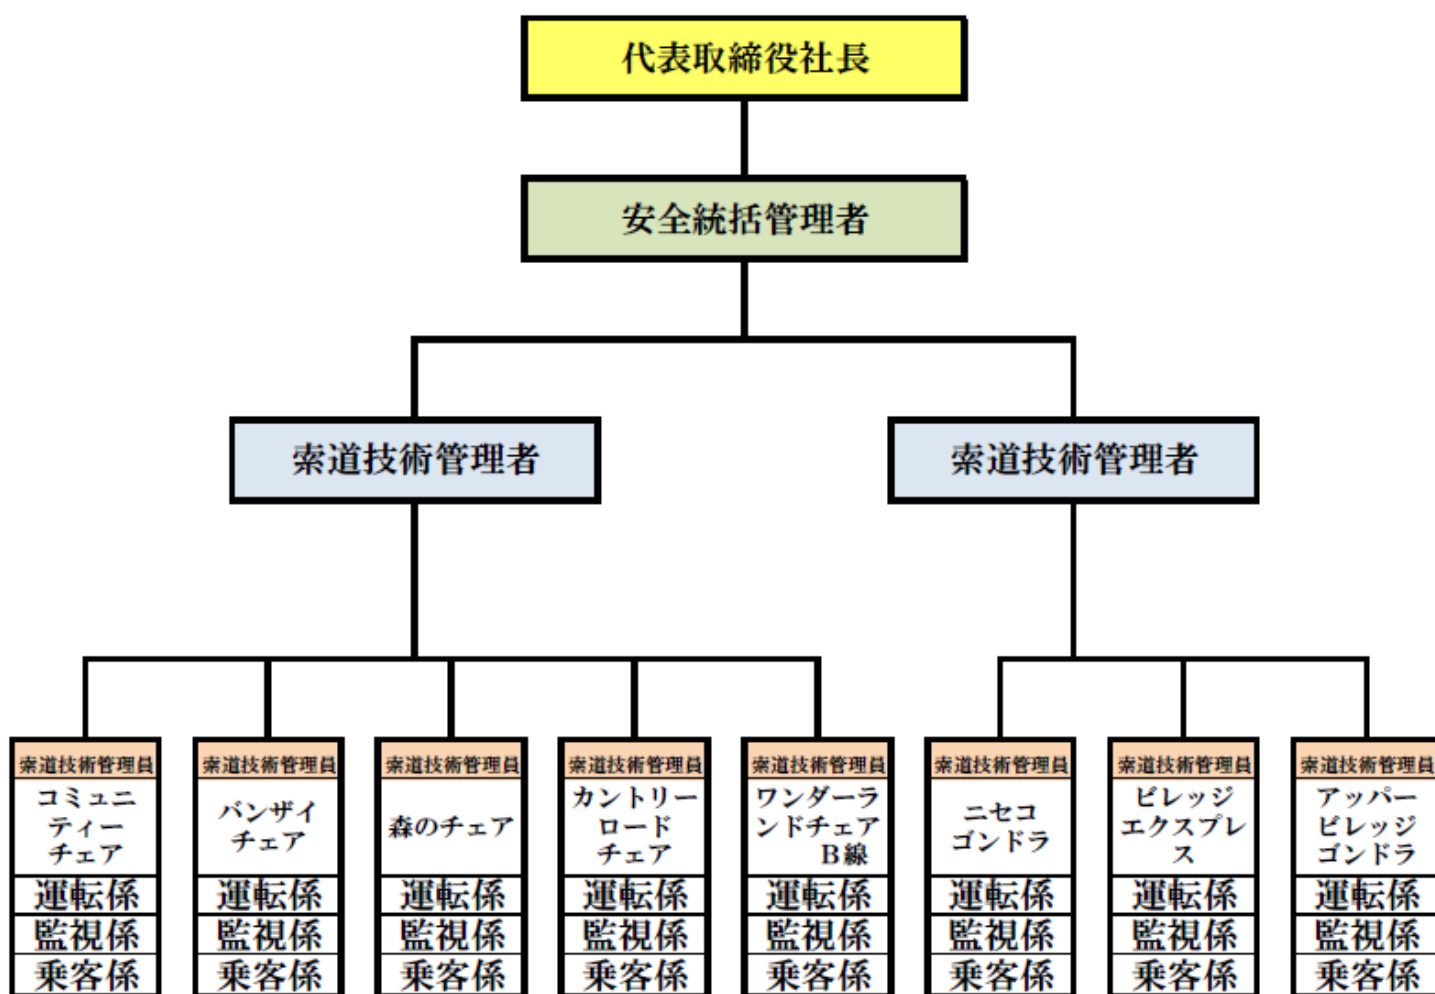 代表取締役社長
安全統括管理者
索道技術管理者
索道技術管理者
索道技術管理員
コミュニ
ティー
チェア
運転係
監視係
乗客係
索道技術管理員
バンザイ
チェア
運転係
監視係
乗客係
索道技術管理員
森のチェア
運転係
監視係
乗客係
索道技術管理員
カントリー
ロード
チェア
運転係
監視係
乗客係
索道技術管理員
ワンダーラ
ンドチェア
B線
運転係
監視係
乗客係
索道技術管理員
ニセコ
ゴンドラ
運転係
監視係
乗客係
索道技術管理員
ビレッジ
エクスプレ
ス
運転係
監視係
乗客係
索道技術管理員
アッパー
ビレッジ
ゴンドラ
運転係
監視係
乗客係